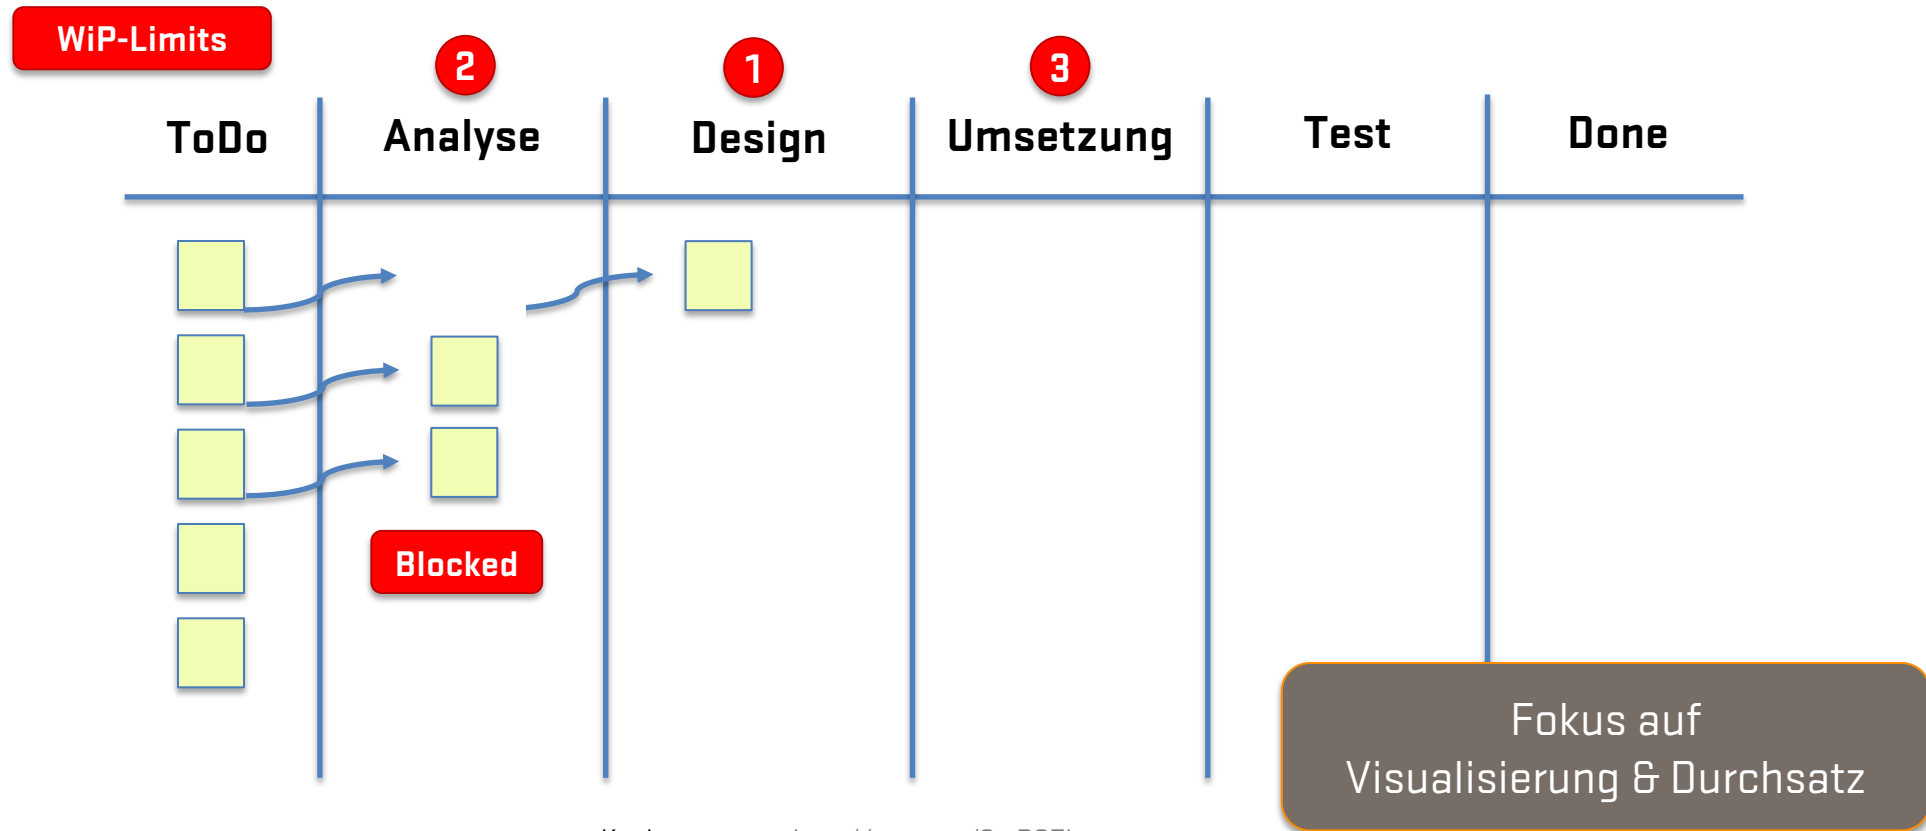 WiP-Limits
2
1
3
ToDo
Analyse
Design
Umsetzung
Test
Done
Blocked
Fokus auf
Visualisierung & Durchsatz